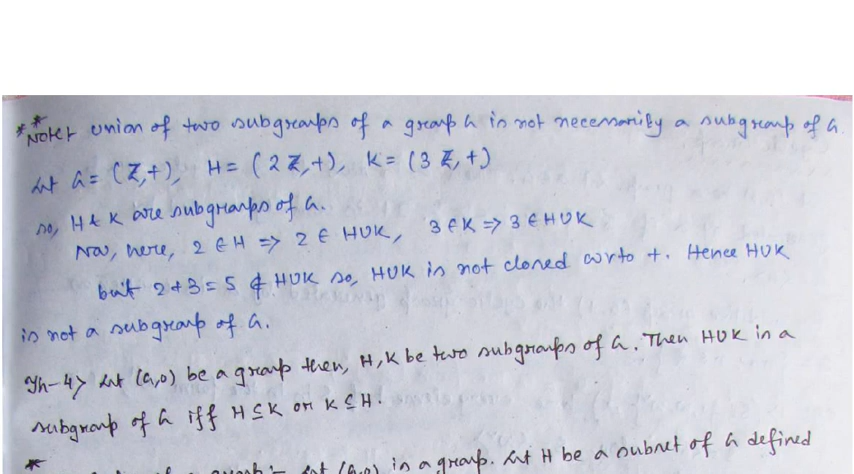 ** Note:> Union of two subgroups of a group G is not necessarily a subgroup of G.
Let G = (ℤ,+), H = (2ℤ,+), K = (3ℤ,+)
so, H & K are subgroups of G.
Now, here, 2 ∈ H ⇒ 2 ∈ HUK, 3 ∈ K ⇒ 3 ∈ HUK
but 2+3 = 5 ∉ HUK so, HUK is not closed w.r.to +. Hence HUK
is not a subgroup of G.
Th-4> Let (G,o) be a group then, H,K be two subgroups of G. Then HUK is a
subgroup of G iff H ⊆ K or K ⊆ H.
* of a group :- Let (G,o) is a group. Let H be a subset of G defined